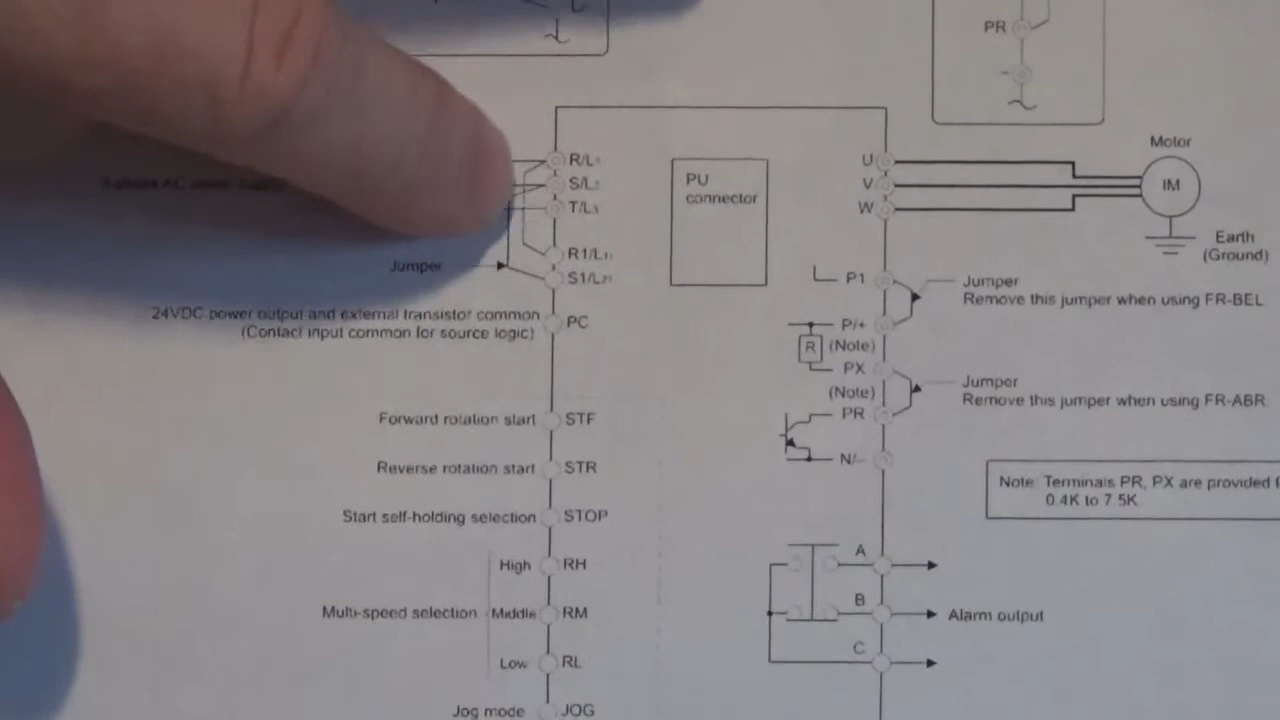 PR
Motor
R/L1
U
IM
S/L2
PU
connector
V
T/L3
W
Earth
(Ground)
R1/L11
Jumper
S1/L21
P1
Jumper
Remove this jumper when using FR-BEL
24VDC power output and external transistor common
(Contact input common for source logic)
PC
P/+
R
(Note)
PX
(Note)
Jumper
Remove this jumper when using FR-ABR
PR
Forward rotation start
STF
N/-
Reverse rotation start
STR
Note: Terminals PR, PX are provided
0.4K to 7.5K
Start self-holding selection
STOP
A
High
RH
B
Multi-speed selection
Middle
RM
Alarm output
C
Low
RL
Jog mode
JOG